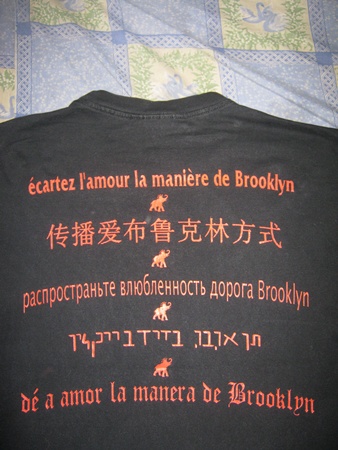 écartez l'amour la manière de Brooklyn
传播爱布鲁克林方式
распространьте влюбленность дорога Brooklyn
תן
dé a amor la manera de Brooklyn